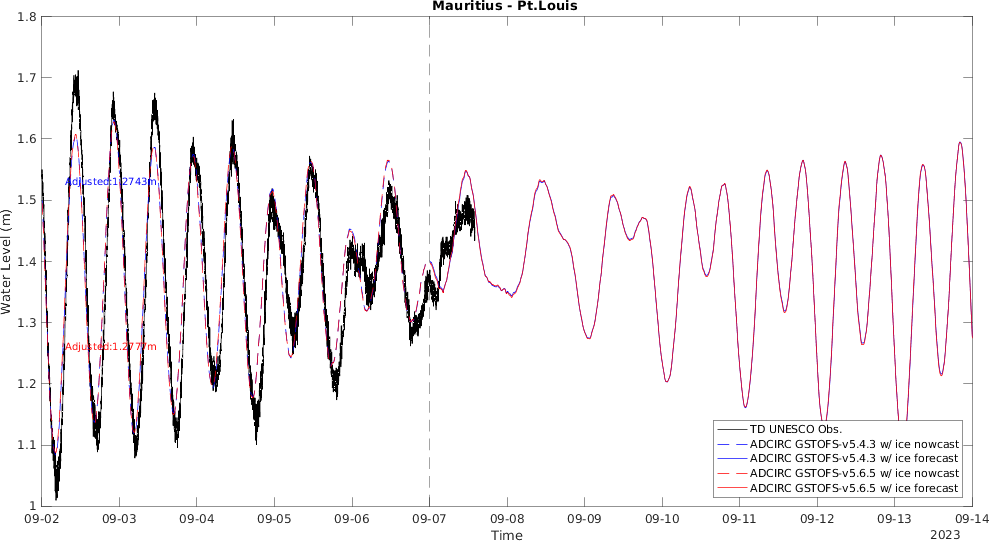 Mauritius - Pt.Louis
Water Level (m)
1.8
1.7
1.6
1.5
1.4
1.3
1.2
1.1
1
Adjusted:1.2743m
Adjusted:1.2777m
TD UNESCO Obs.
ADCIRC GSTOFS-v5.4.3 w/ ice nowcast
ADCIRC GSTOFS-v5.4.3 w/ ice forecast
ADCIRC GSTOFS-v5.6.5 w/ ice nowcast
ADCIRC GSTOFS-v5.6.5 w/ ice forecast
09-02 09-03 09-04 09-05 09-06 09-07 09-08 09-09 09-10 09-11 09-12 09-13 09-14
Time
2023